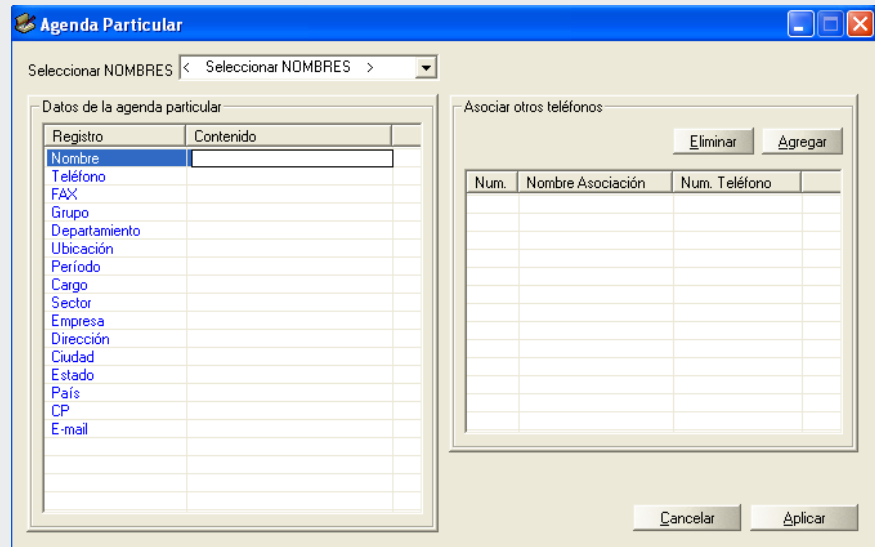 Agenda Particular
Seleccionar NOMBRES < Seleccionar NOMBRES >
Datos de la agenda particular
Registro Contenido
Nombre
Teléfono
FAX
Grupo
Departamiento
Ubicación
Período
Cargo
Sector
Empresa
Dirección
Ciudad
Estado
País
CP
E-mail
Asociar otros teléfonos
Eliminar Agregar
Num. Nombre Asociación Num. Teléfono
Cancelar Aplicar